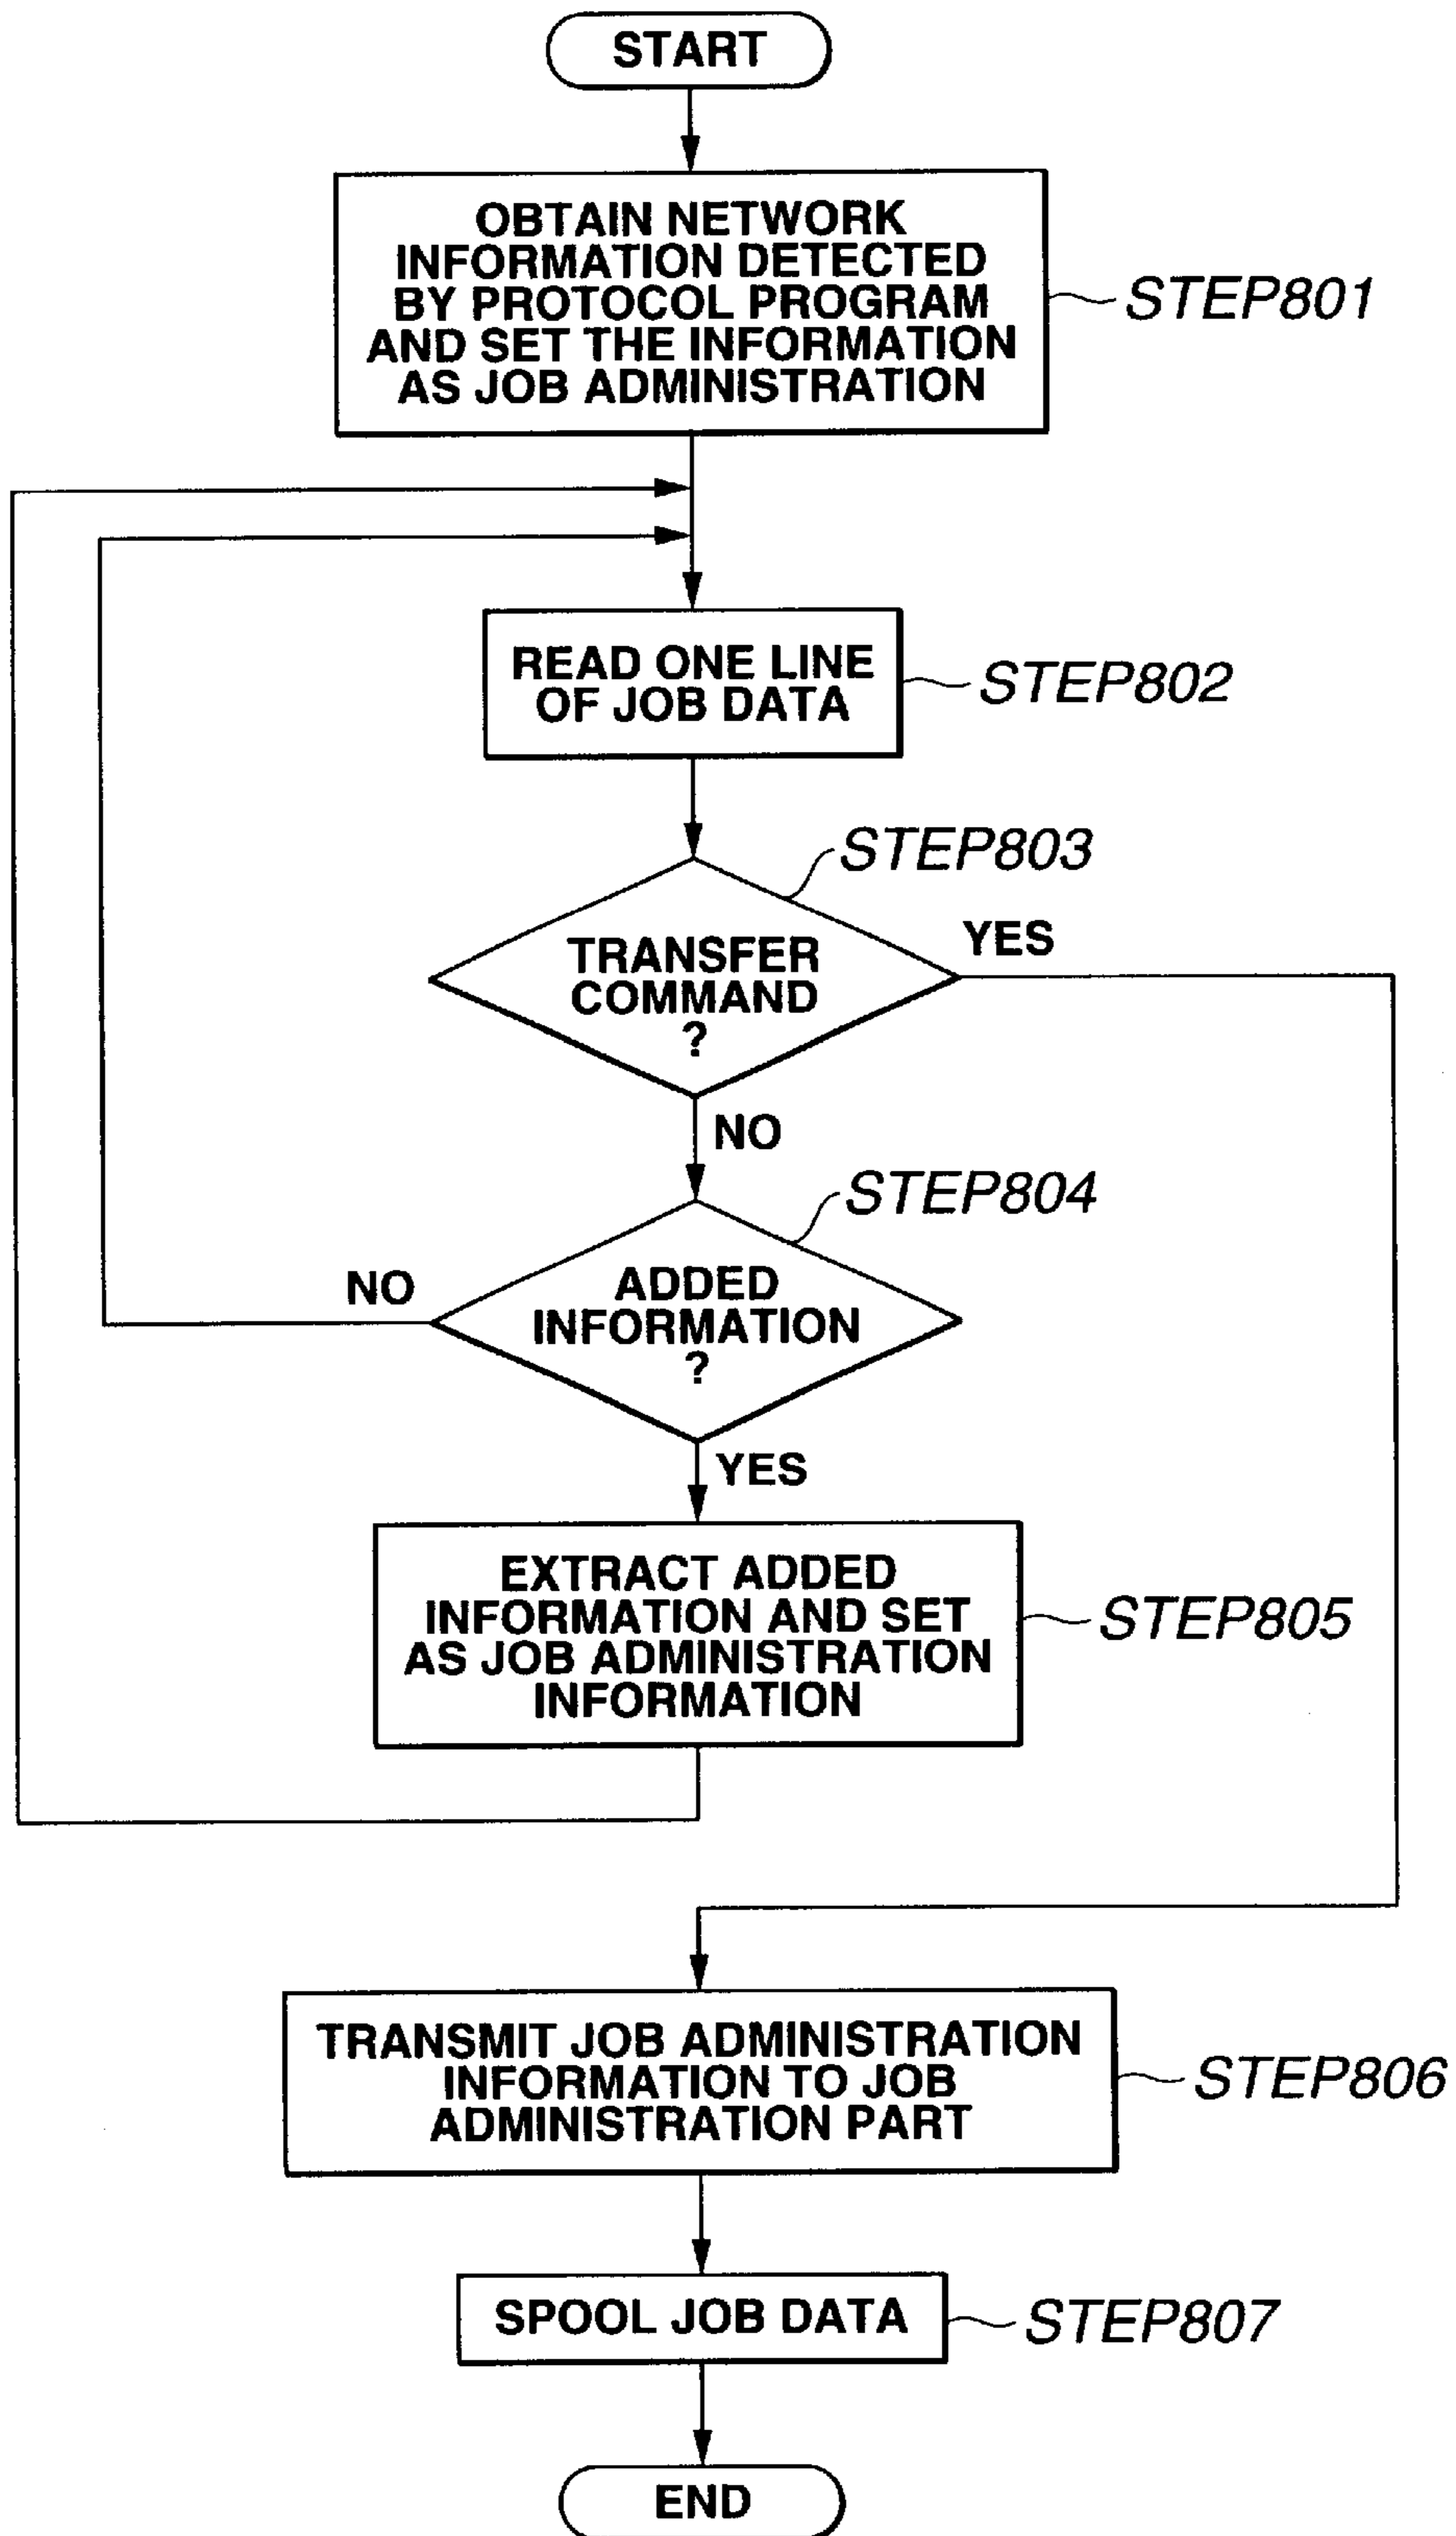 START
OBTAIN NETWORK
INFORMATION DETECTED
BY PROTOCOL PROGRAM
AND SET THE INFORMATION
AS JOB ADMINISTRATION
STEP801
READ ONE LINE
OF JOB DATA
STEP802
STEP803
TRANSFER
COMMAND
?
YES
NO
STEP804
ADDED
INFORMATION
?
NO
YES
EXTRACT ADDED
INFORMATION AND SET
AS JOB ADMINISTRATION
INFORMATION
STEP805
TRANSMIT JOB ADMINISTRATION
INFORMATION TO JOB
ADMINISTRATION PART
STEP806
SPOOL JOB DATA
STEP807
END